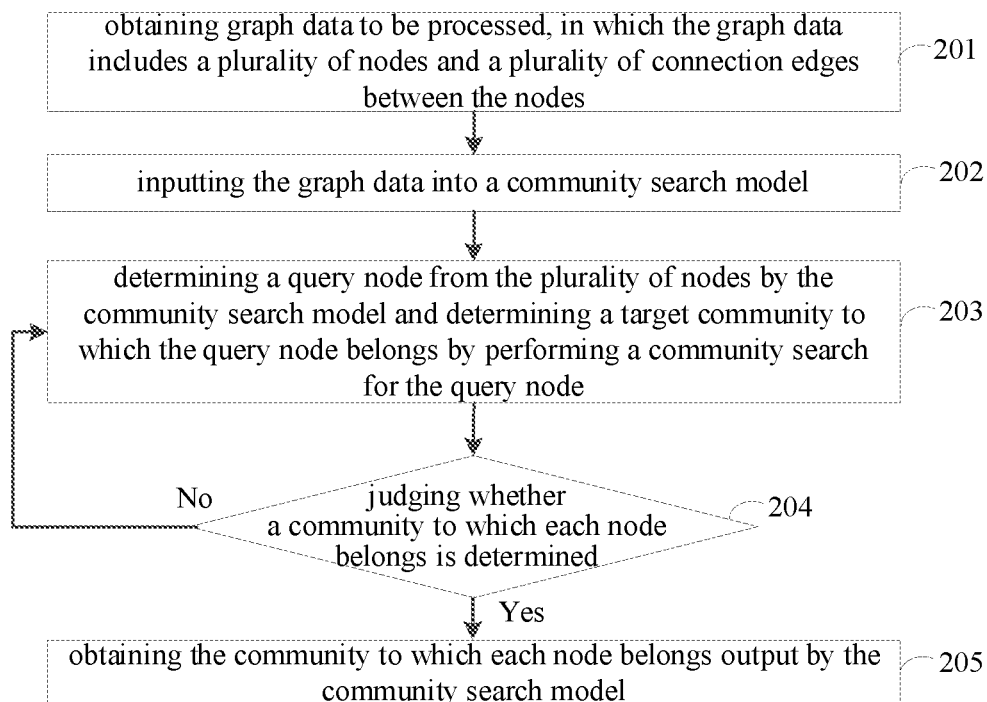 obtaining graph data to be processed, in which the graph data
includes a plurality of nodes and a plurality of connection edges
between the nodes
201
inputting the graph data into a community search model
202
determining a query node from the plurality of nodes by the
community search model and determining a target community to
which the query node belongs by performing a community search
for the query node
203
No
judging whether
a community to which each node
belongs is determined
204
Yes
obtaining the community to which each node belongs output by the
community search model
205